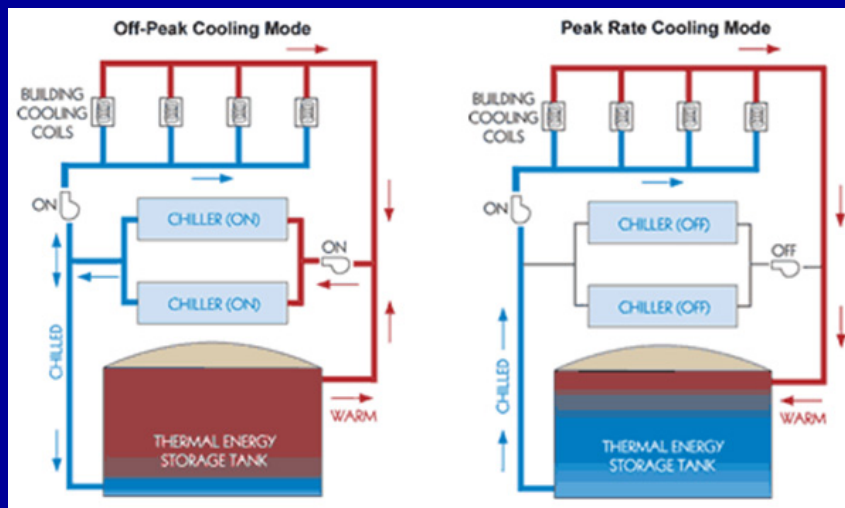 Off-Peak Cooling Mode
BUILDING
COOLING
COILS
ON
CHILLER (ON)
ON
CHILLER (ON)
CHILLED
WARM
THERMAL ENERGY
STORAGE TANK
Peak Rate Cooling Mode
BUILDING
COOLING
COILS
ON
CHILLER (OFF)
OFF
CHILLER (OFF)
CHILLED
WARM
THERMAL ENERGY
STORAGE TANK